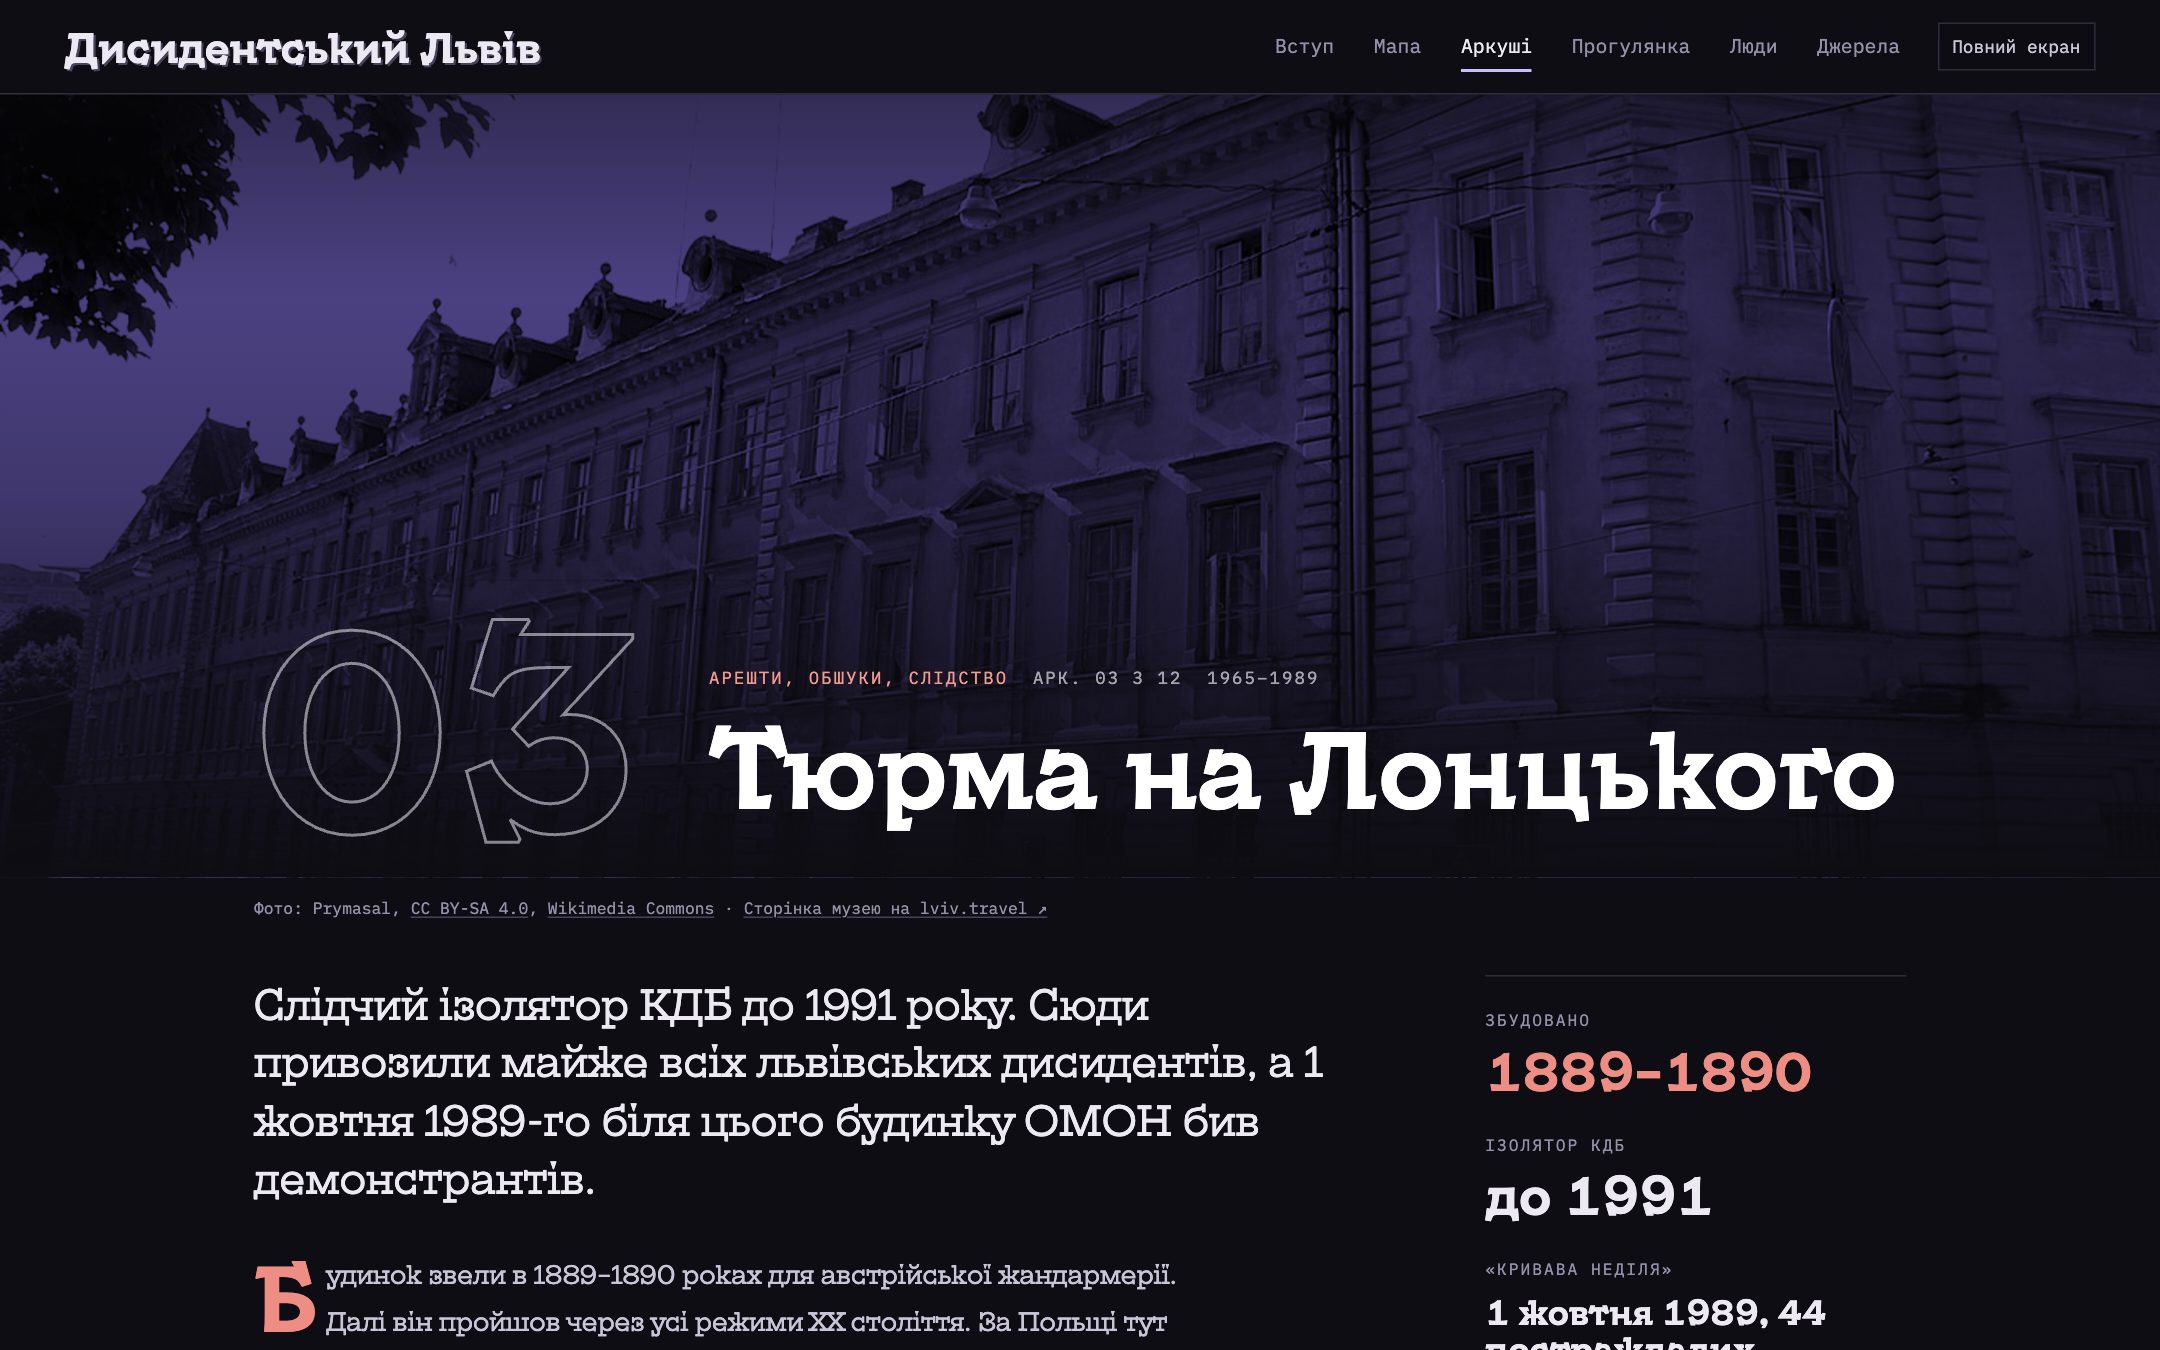 Дисидентський Львів
Вступ Мапа Аркуші Прогулянка Люди Джерела Повний екран
03
АРЕШТИ, ОБШУКИ, СЛІДСТВО АРК. 03 З 12 1965–1989
Тюрма на Лонцького
Фото: Prymasal, CC BY-SA 4.0, Wikimedia Commons · Сторінка музею на lviv.travel ↗
Слідчий ізолятор КДБ до 1991 року. Сюди
привозили майже всіх львівських дисидентів, а 1
жовтня 1989-го біля цього будинку ОМОН бив
демонстрантів.
Будинок звели в 1889–1890 роках для австрійської жандармерії.
Далі він пройшов через усі режими XX століття. За Польщі тут
ЗБУДОВАНО
1889–1890
ІЗОЛЯТОР КДБ
до 1991
«КРИВАВА НЕДІЛЯ»
1 жовтня 1989, 44
постраждалих